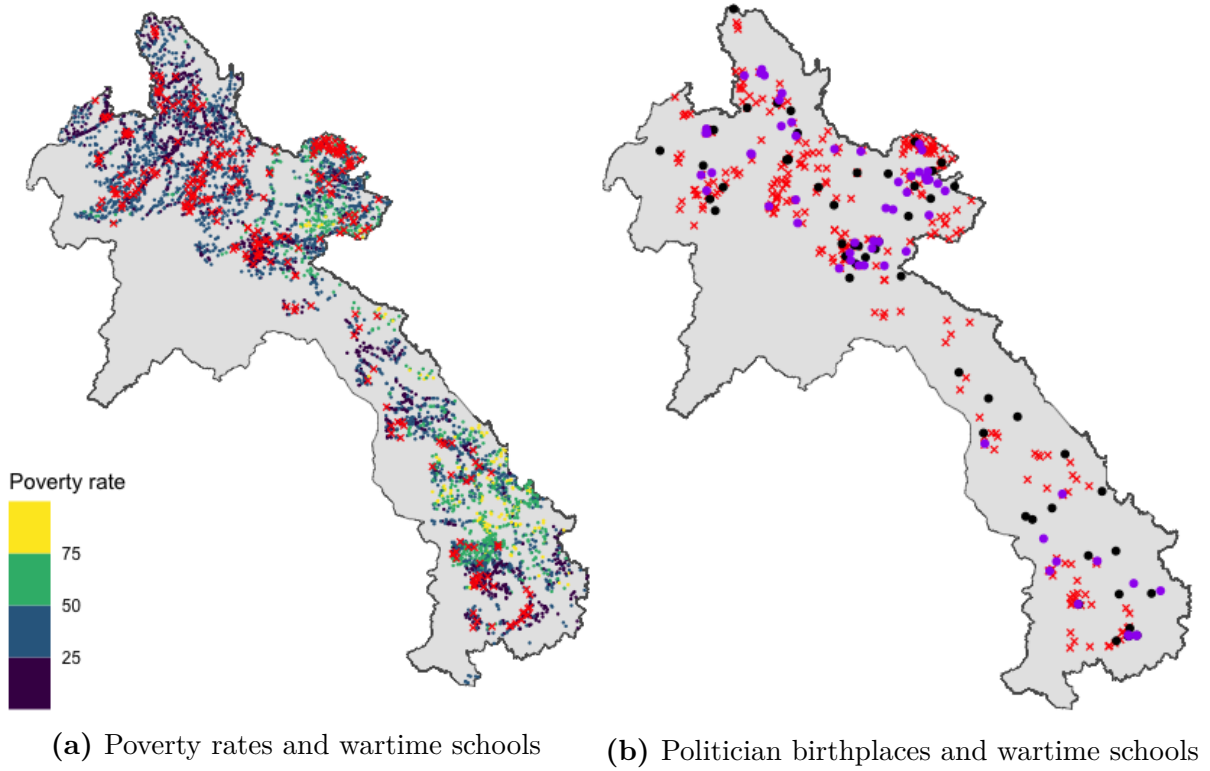 Poverty rate
75
50
25
(a) Poverty rates and wartime schools
(b) Politician birthplaces and wartime schools